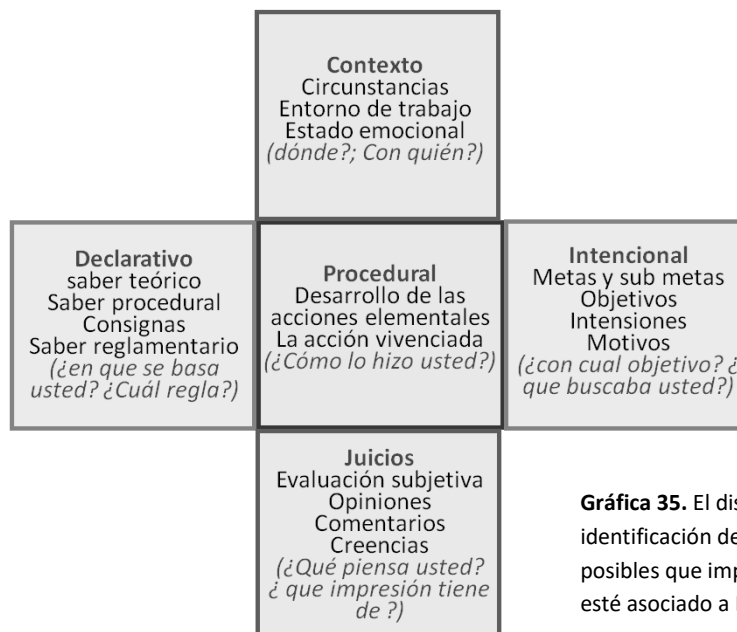 Contexto
Circunstancias
Entorno de trabajo
Estado emocional
(dónde?; Con quién?)
Declarativo
saber teórico
Saber procedural
Consignas
Saber reglamentario
(¿en que se basa
usted? ¿Cuál regla?)
Procedural
Desarrollo de las
acciones elementales
La acción vivenciada
(¿Cómo lo hizo usted?)
Intencional
Metas y sub metas
Objetivos
Intensiones
Motivos
(¿con cual objetivo? ¿
que buscaba usted?)
Juicios
Evaluación subjetiva
Opiniones
Comentarios
Creencias
(¿Qué piensa usted?
¿ que impresión tiene
de ?)
Gráfica 35. El dis
identificación de
posibles que imp
esté asociado a